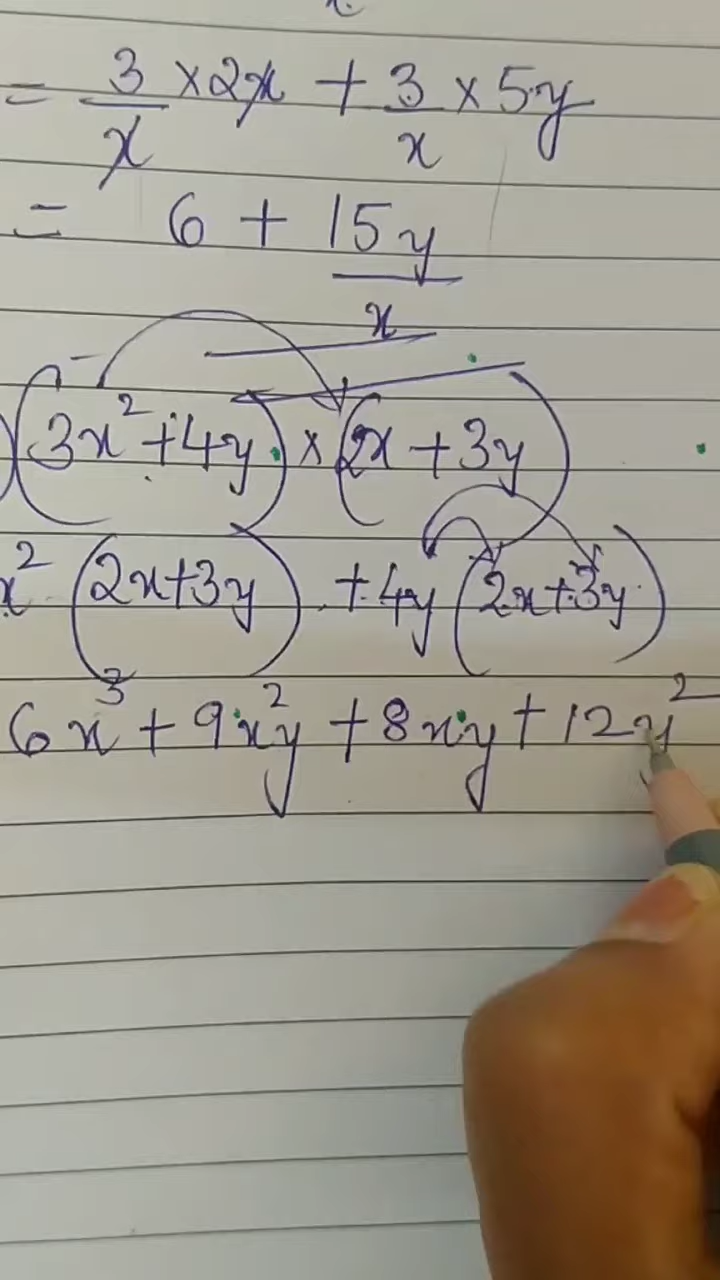 = 3/x × 2x + 3/x × 5y
= 6 + 15y/x
) (3x² + 4y) × (2x + 3y)
x² (2x+3y) + 4y (2x+3y)
6x³ + 9x²y + 8xy + 12y²